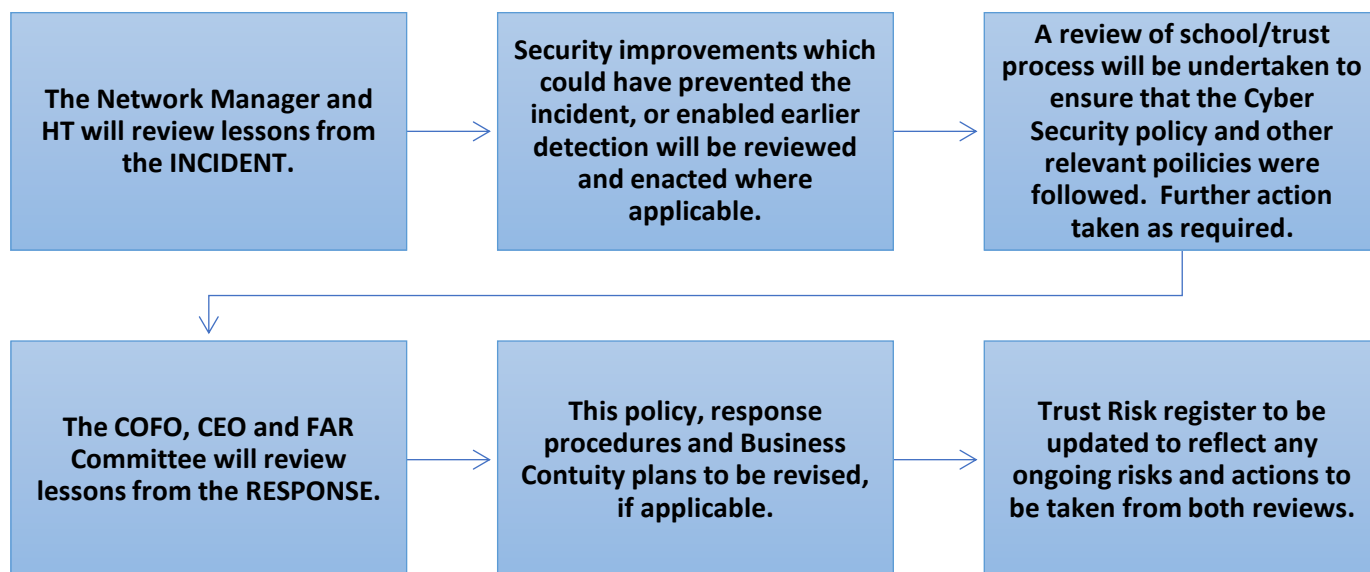 The Network Manager and
HT will review lessons from
the INCIDENT.
Security improvements which
could have prevented the
incident, or enabled earlier
detection will be reviewed
and enacted where
applicable.
A review of school/trust
process will be undertaken to
ensure that the Cyber
Security policy and other
relevant poilicies were
followed.  Further action
taken as required.
The COFO, CEO and FAR
Committee will review
lessons from the RESPONSE.
This policy, response
procedures and Business
Contuity plans to be revised,
if applicable.
Trust Risk register to be
updated to reflect any
ongoing risks and actions to
be taken from both reviews.